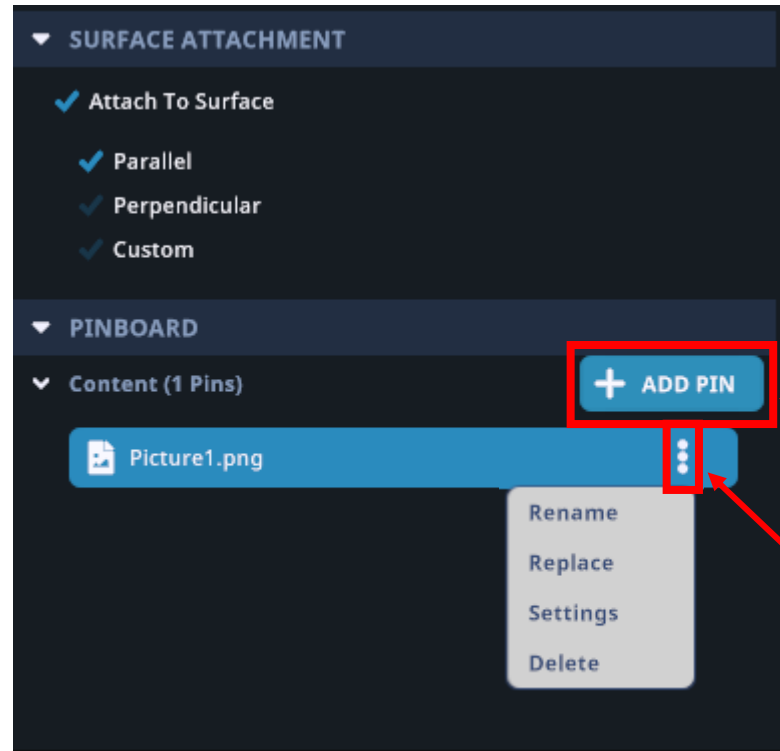 SURFACE ATTACHMENT
Attach To Surface
Parallel
Perpendicular
Custom
PINBOARD
Content (1 Pins)
ADD PIN
Picture1.png
Rename
Replace
Settings
Delete